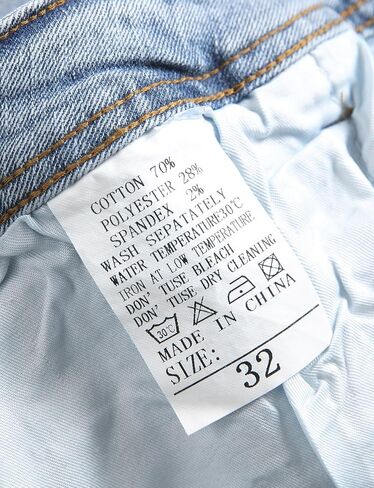 COTTON 70%
POLYESTER 28%
SPANDEX 2%
WASH SEPATATELY
WATER TEMPERATURE30℃
IRON AT LOW TEMPERATURE
DON,TUSE BLEACH
DON,TUSE DRY CLEANING
30℃
MADE IN CHINA
SIZE: 32